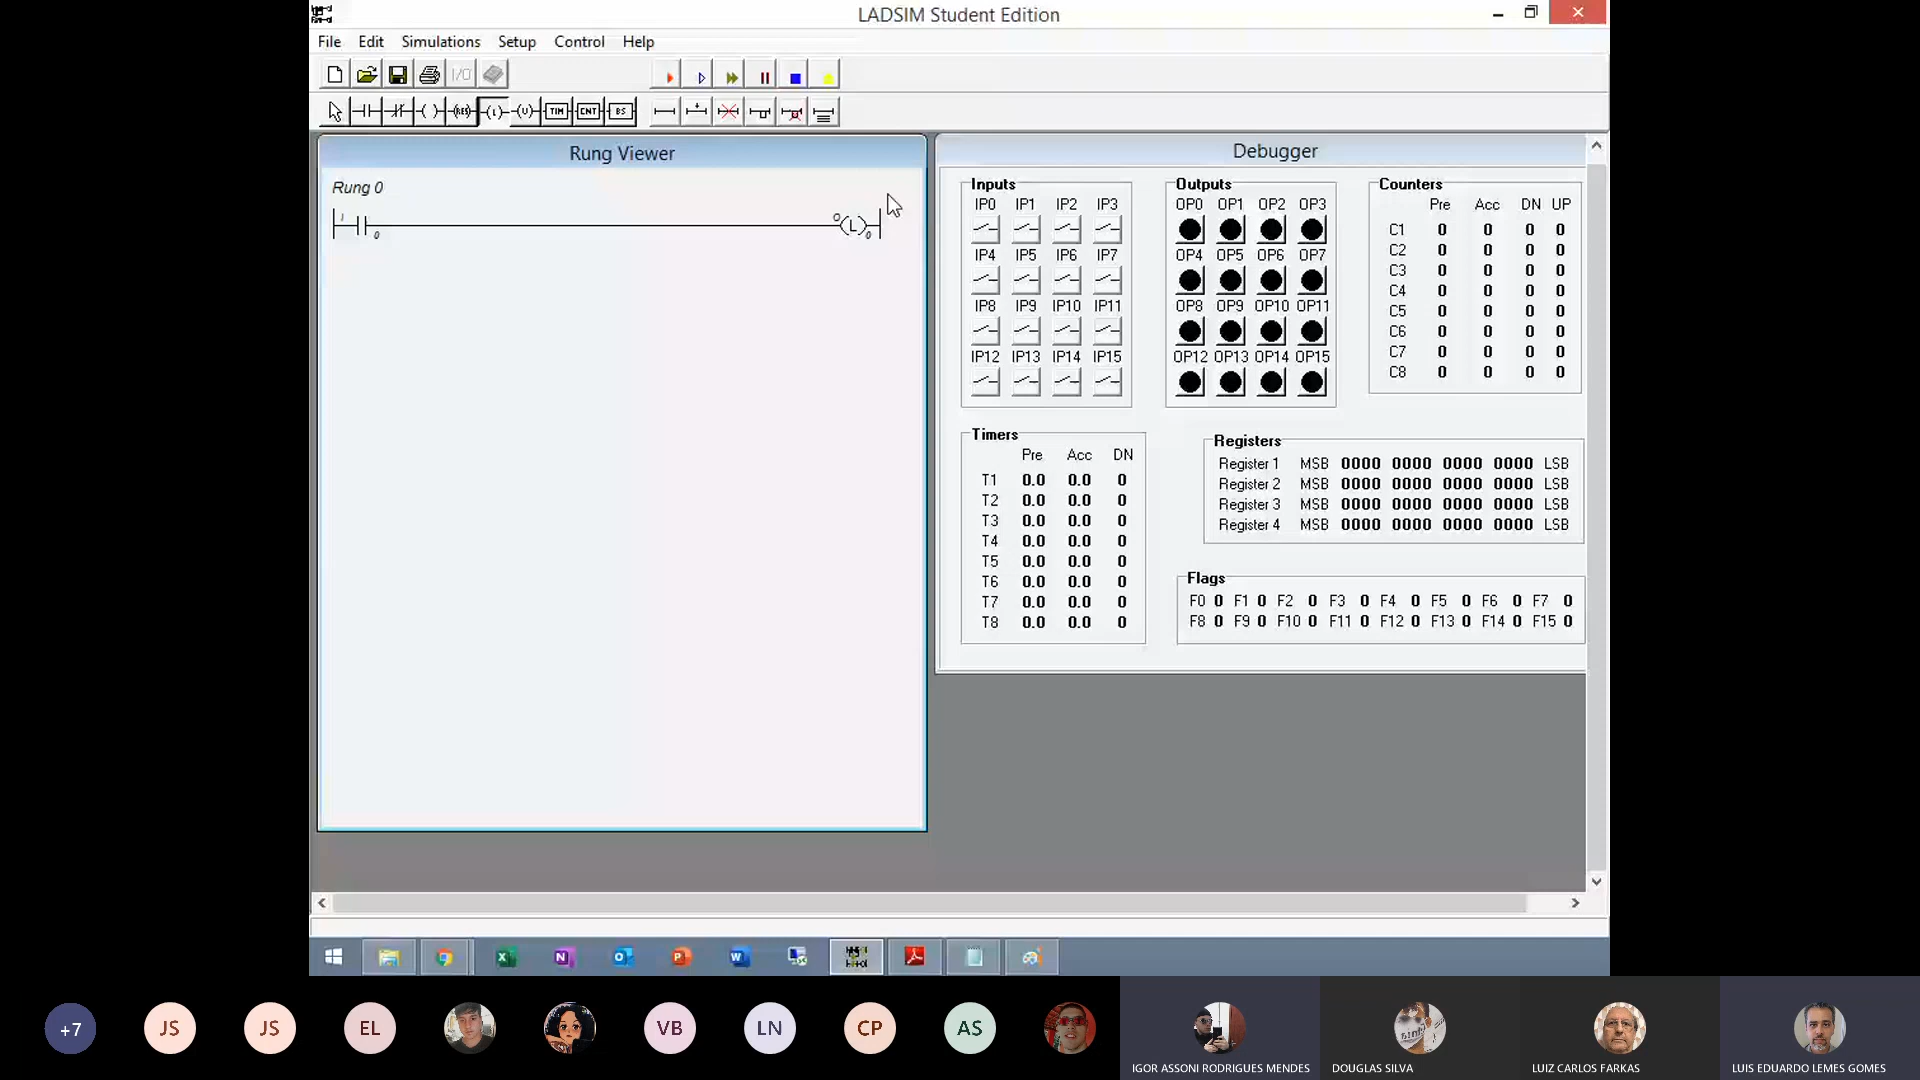 LADSIM Student Edition
File Edit Simulations Setup Control Help
I/O
(RES) (L) (U) TIM CNT BS
Rung Viewer
Rung 0
I 0 O L 0
Debugger
Inputs
IP0 IP1 IP2 IP3
IP4 IP5 IP6 IP7
IP8 IP9 IP10 IP11
IP12 IP13 IP14 IP15
Outputs
OP0 OP1 OP2 OP3
OP4 OP5 OP6 OP7
OP8 OP9 OP10 OP11
OP12 OP13 OP14 OP15
Counters
Pre Acc DN UP
C1 0 0 0 0
C2 0 0 0 0
C3 0 0 0 0
C4 0 0 0 0
C5 0 0 0 0
C6 0 0 0 0
C7 0 0 0 0
C8 0 0 0 0
Timers
Pre Acc DN
T1 0.0 0.0 0
T2 0.0 0.0 0
T3 0.0 0.0 0
T4 0.0 0.0 0
T5 0.0 0.0 0
T6 0.0 0.0 0
T7 0.0 0.0 0
T8 0.0 0.0 0
Registers
Register 1 MSB 0000 0000 0000 0000 LSB
Register 2 MSB 0000 0000 0000 0000 LSB
Register 3 MSB 0000 0000 0000 0000 LSB
Register 4 MSB 0000 0000 0000 0000 LSB
Flags
F0 0 F1 0 F2 0 F3 0 F4 0 F5 0 F6 0 F7 0
F8 0 F9 0 F10 0 F11 0 F12 0 F13 0 F14 0 F15 0
+7 JS JS EL VB LN CP AS
IGOR ASSONI RODRIGUES MENDES
DOUGLAS SILVA
LUIZ CARLOS FARKAS
LUIS EDUARDO LEMES GOMES